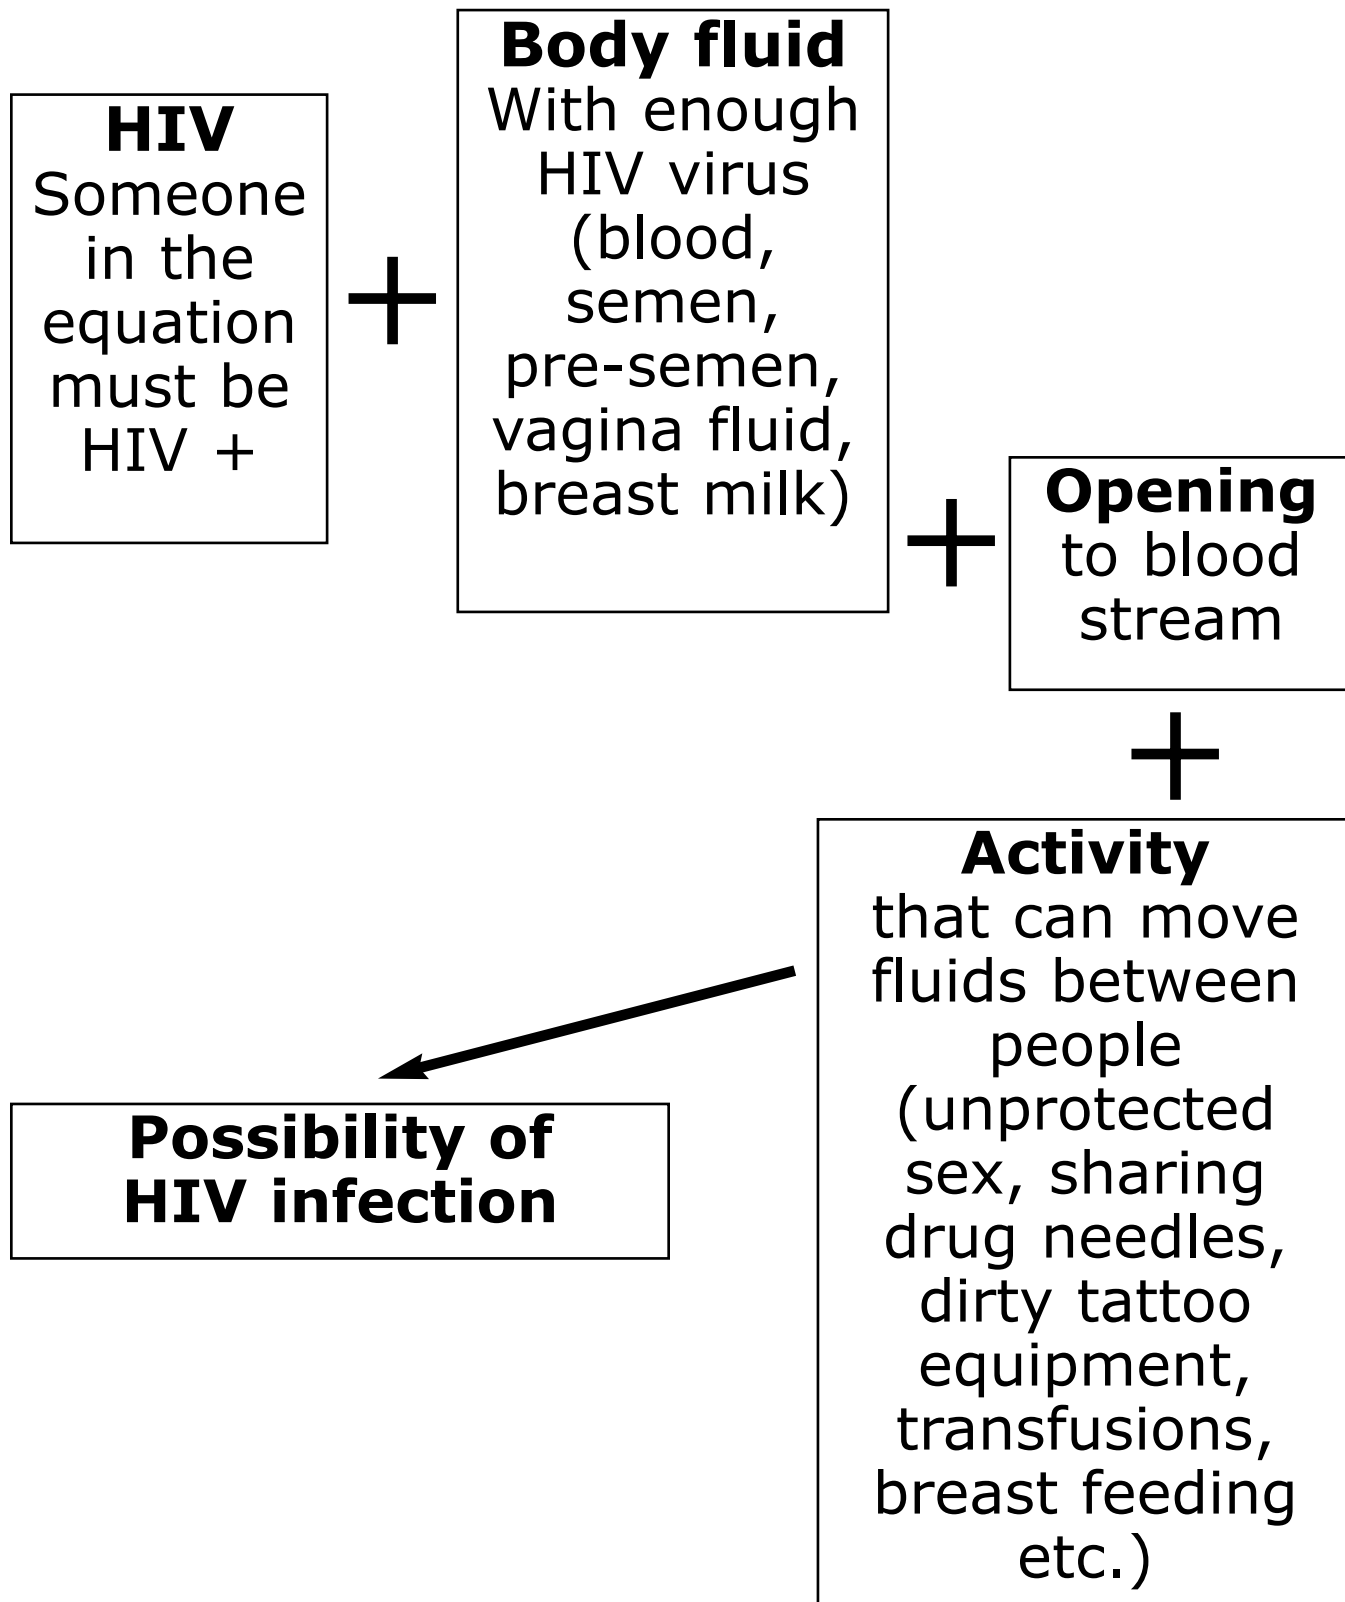 HIV
Someone
in the
equation
must be
HIV +
+
Body fluid
With enough
HIV virus
(blood,
semen,
pre-semen,
vagina fluid,
breast milk)
+
Opening
to blood
stream
+
Activity
that can move
fluids between
people
(unprotected
sex, sharing
drug needles,
dirty tattoo
equipment,
transfusions,
breast feeding
etc.)
Possibility of
HIV infection